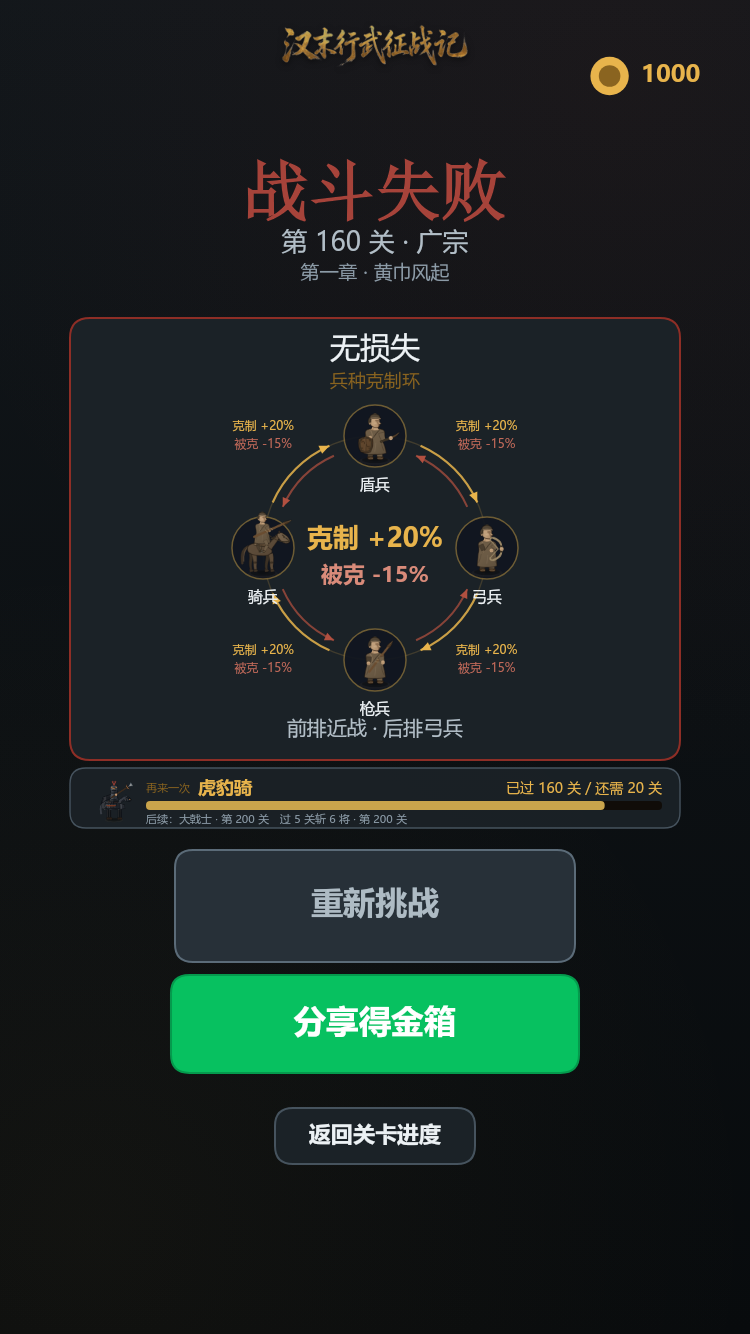 汉末行武征战记
1000
战斗失败
第 160 关 · 广宗
第一章 · 黄巾风起
无损失
兵种克制环
克制 +20%
被克 -15%
克制 +20%
被克 -15%
盾兵
克制 +20%
被克 -15%
骑兵
弓兵
克制 +20%
被克 -15%
克制 +20%
被克 -15%
枪兵
前排近战 · 后排弓兵
再来一次 虎豹骑
已过 160 关 / 还需 20 关
后续: 大戟士 · 第 200 关 过 5 关斩 6 将 · 第 200 关
重新挑战
分享得金箱
返回关卡进度